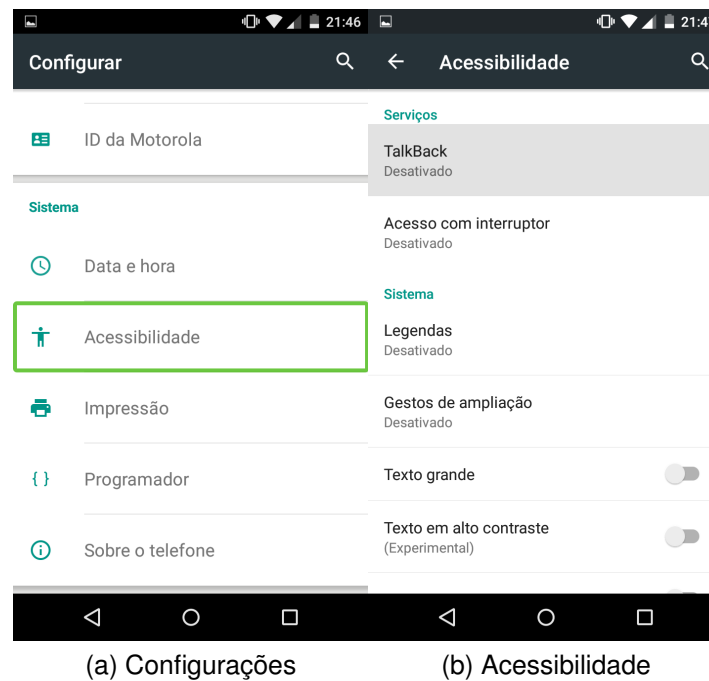 21:46
Configurar
ID da Motorola
Sistema
Data e hora
Acessibilidade
Impressão
{ } Programador
Sobre o telefone
(a) Configurações
21:4
Acessibilidade
Serviços
TalkBack
Desativado
Acesso com interruptor
Desativado
Sistema
Legendas
Desativado
Gestos de ampliação
Desativado
Texto grande
Texto em alto contraste
(Experimental)
(b) Acessibilidade